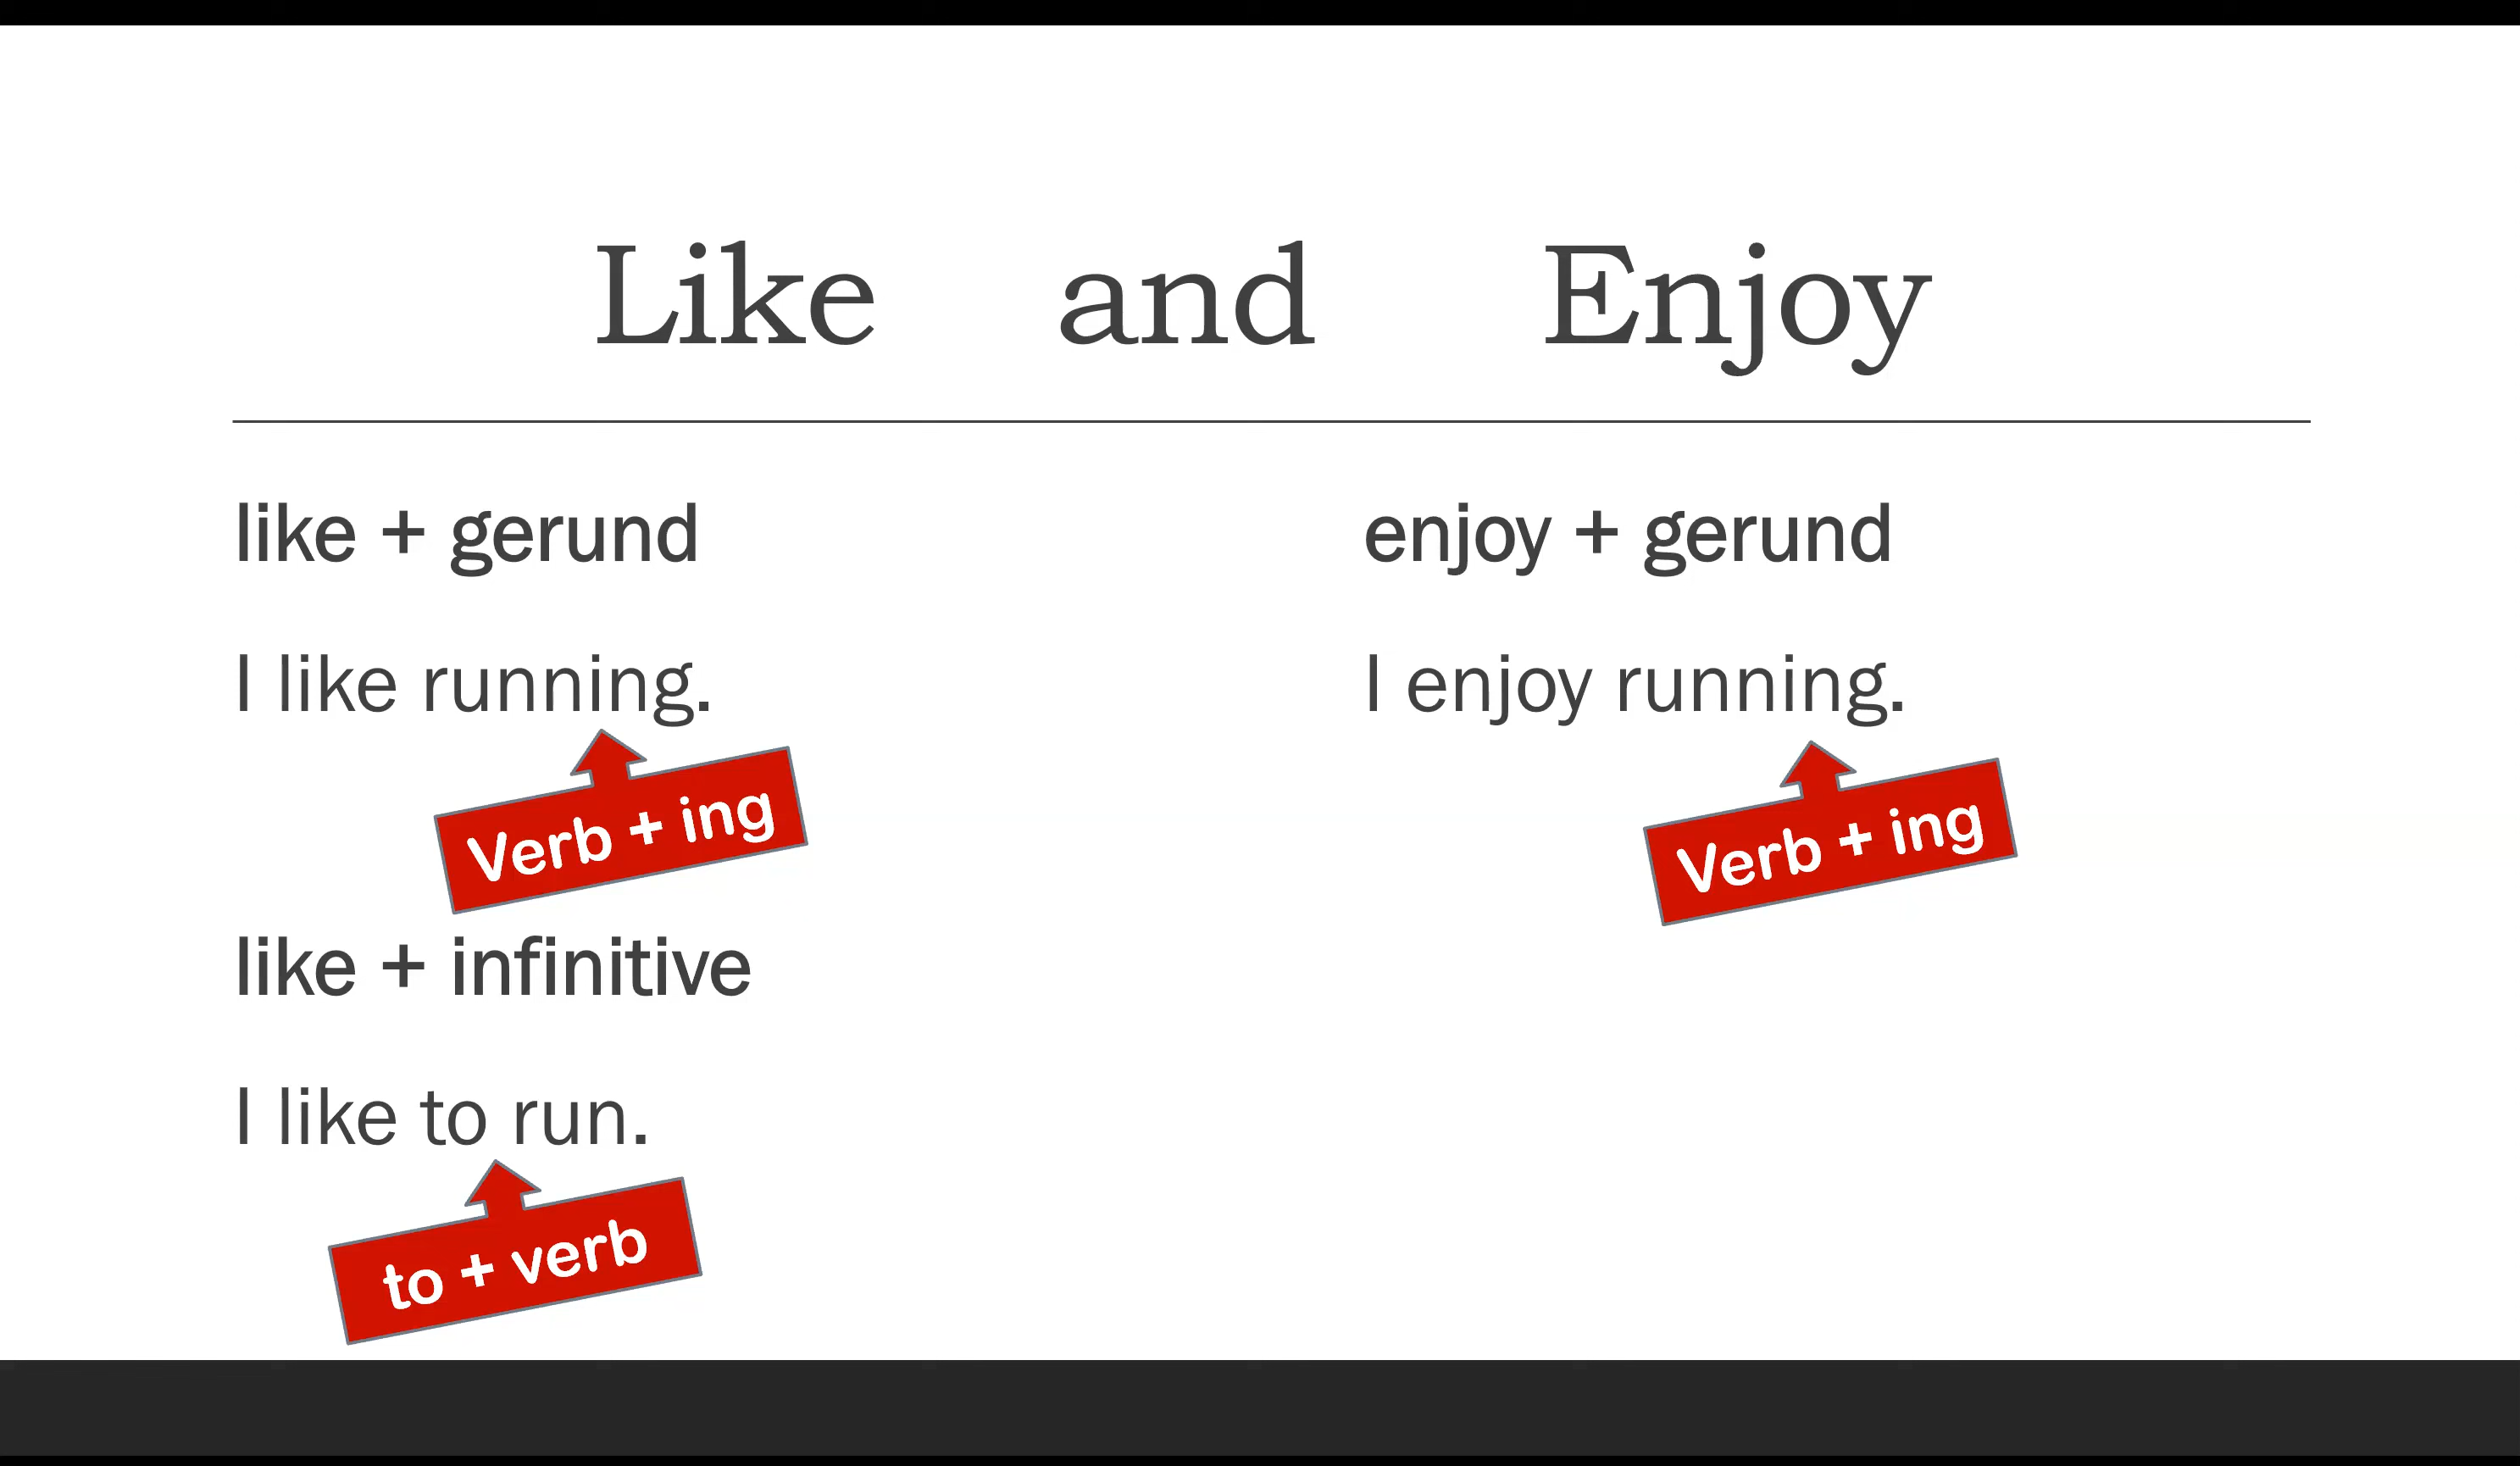 Like and Enjoy
like + gerund
I like running.
Verb + ing
like + infinitive
I like to run.
to + verb
enjoy + gerund
I enjoy running.
Verb + ing